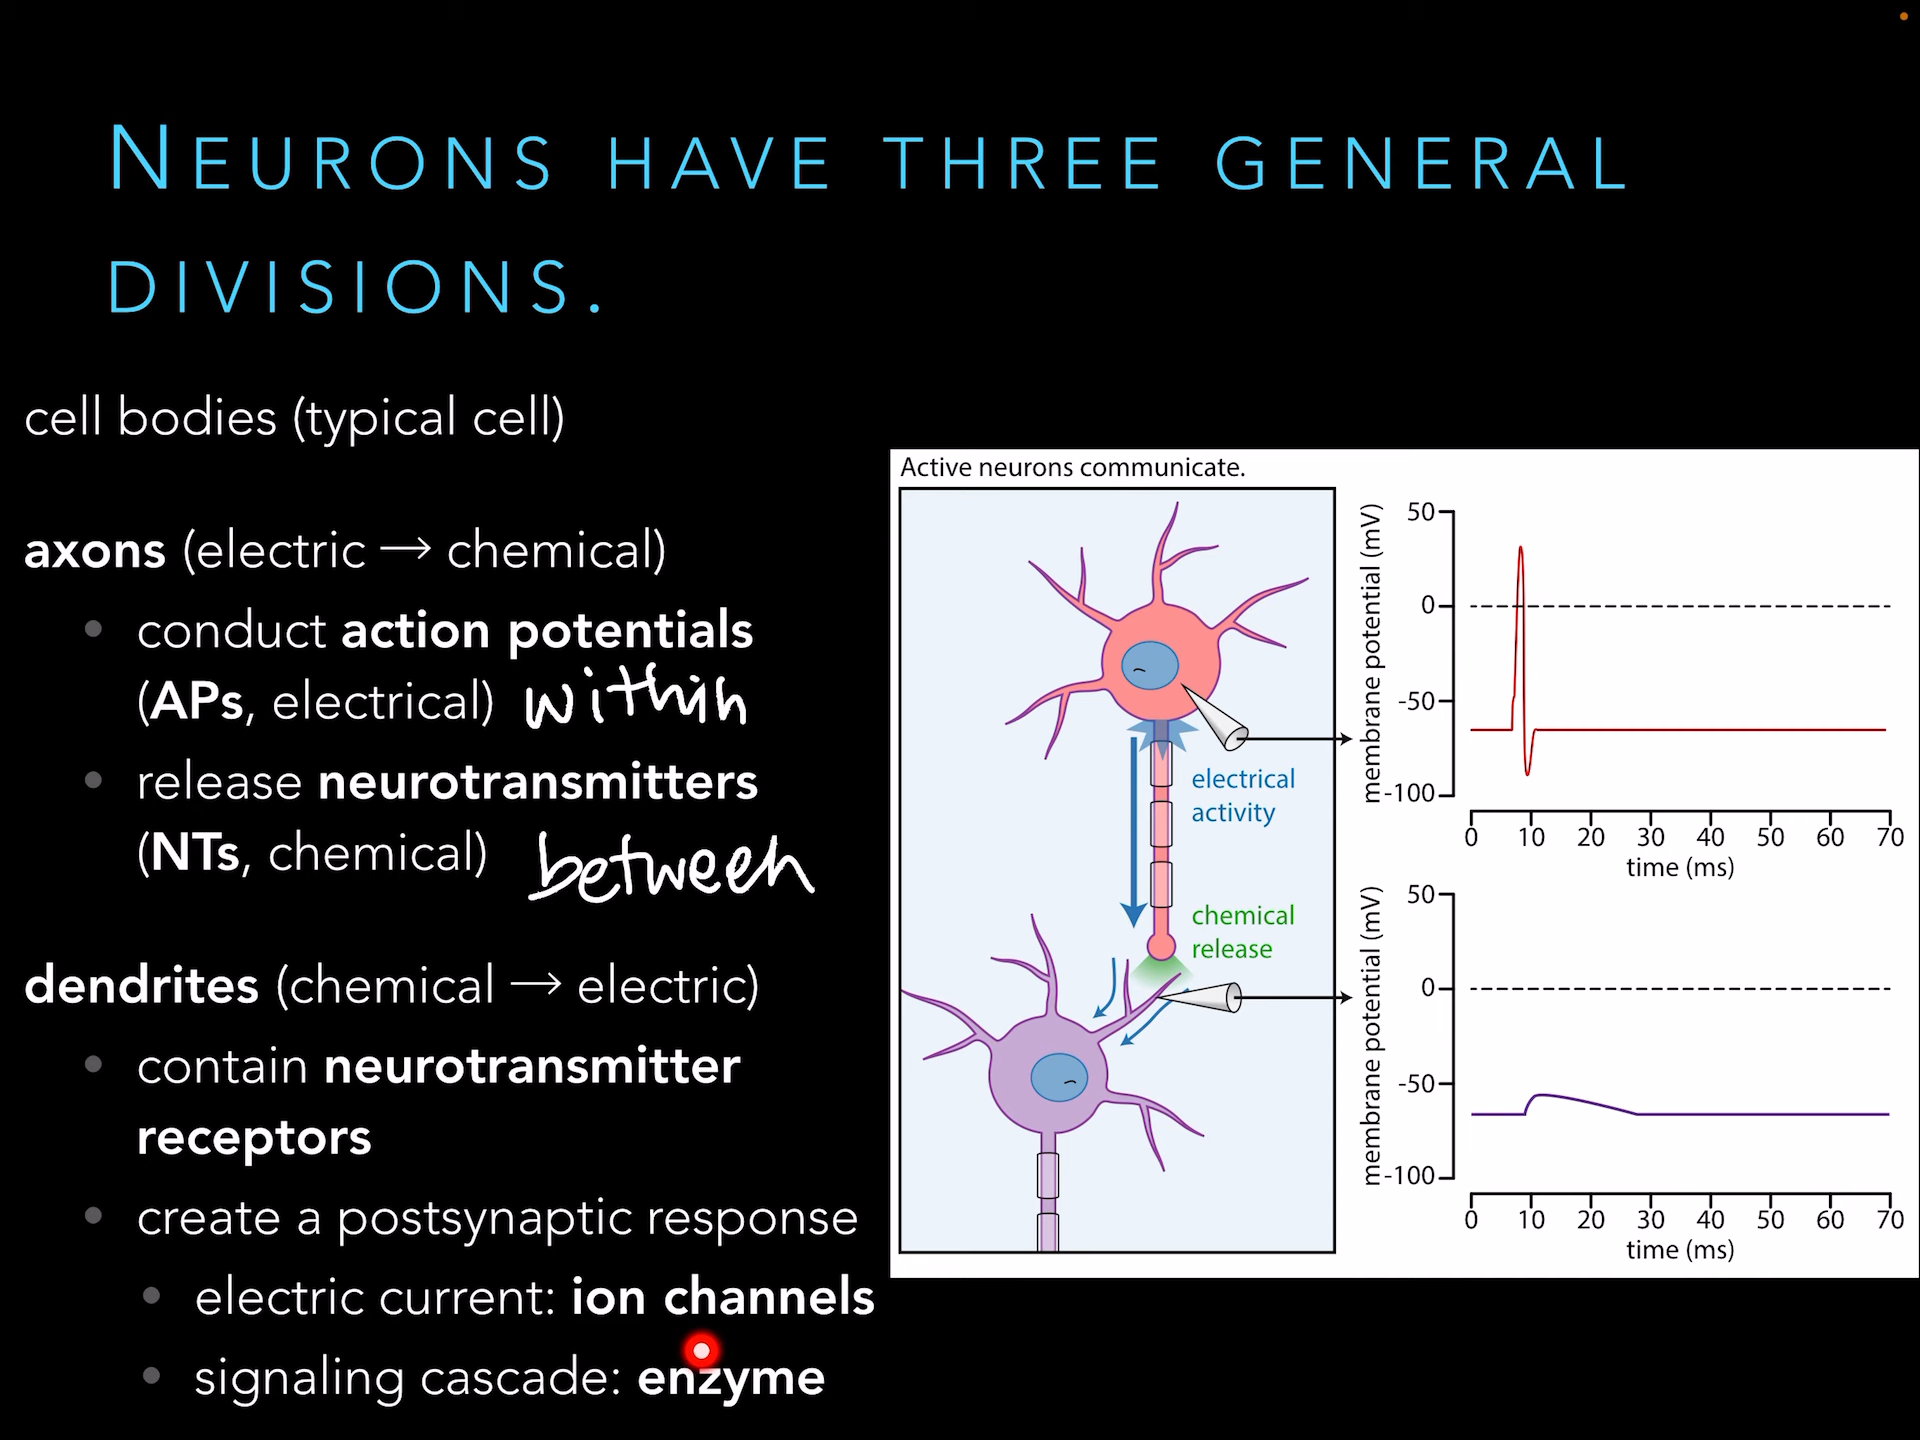 NEURONS HAVE THREE GENERAL
DIVISIONS.
cell bodies (typical cell)
axons (electric → chemical)
• conduct action potentials
(APs, electrical) within
• release neurotransmitters
(NTs, chemical) between
dendrites (chemical → electric)
• contain neurotransmitter
receptors
• create a postsynaptic response
• electric current: ion channels
• signaling cascade: enzyme
Active neurons communicate.
electrical
activity
chemical
release
membrane potential (mV)
50
0
-50
-100
0 10 20 30 40 50 60 70
time (ms)
membrane potential (mV)
50
0
-50
-100
0 10 20 30 40 50 60 70
time (ms)